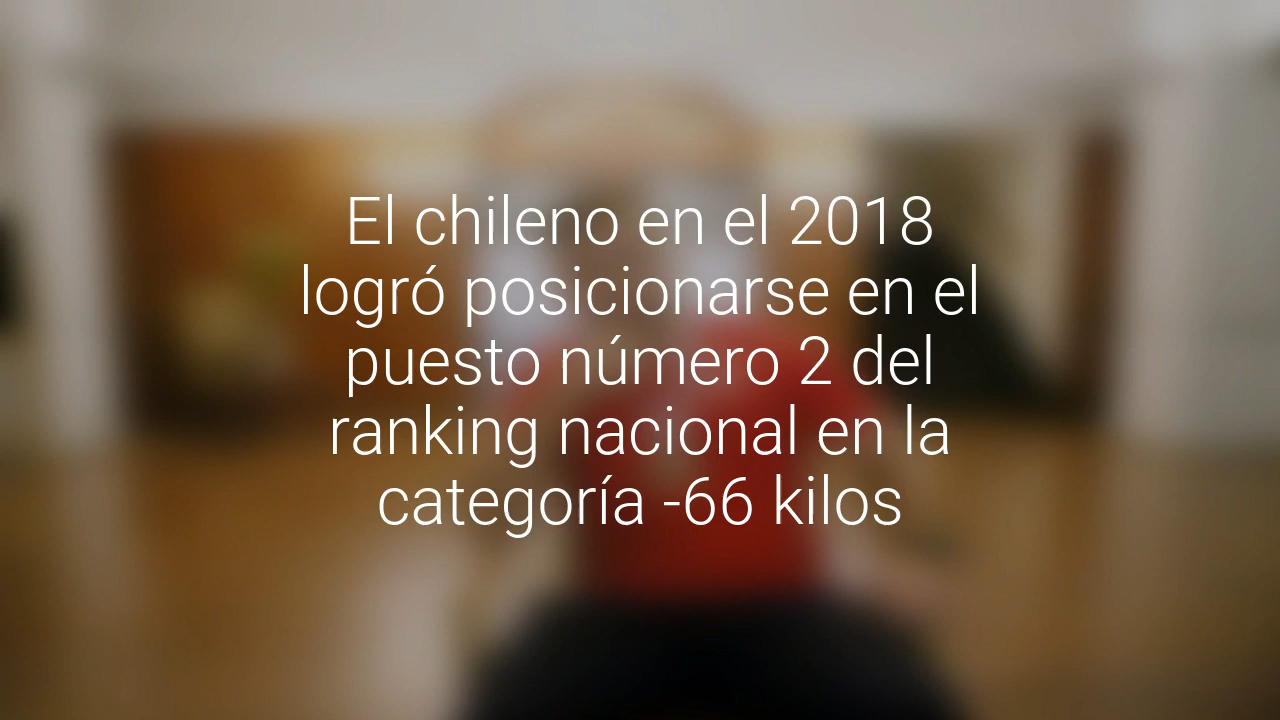 El chileno en el 2018
logró posicionarse en el
puesto número 2 del
ranking nacional en la
categoría -66 kilos